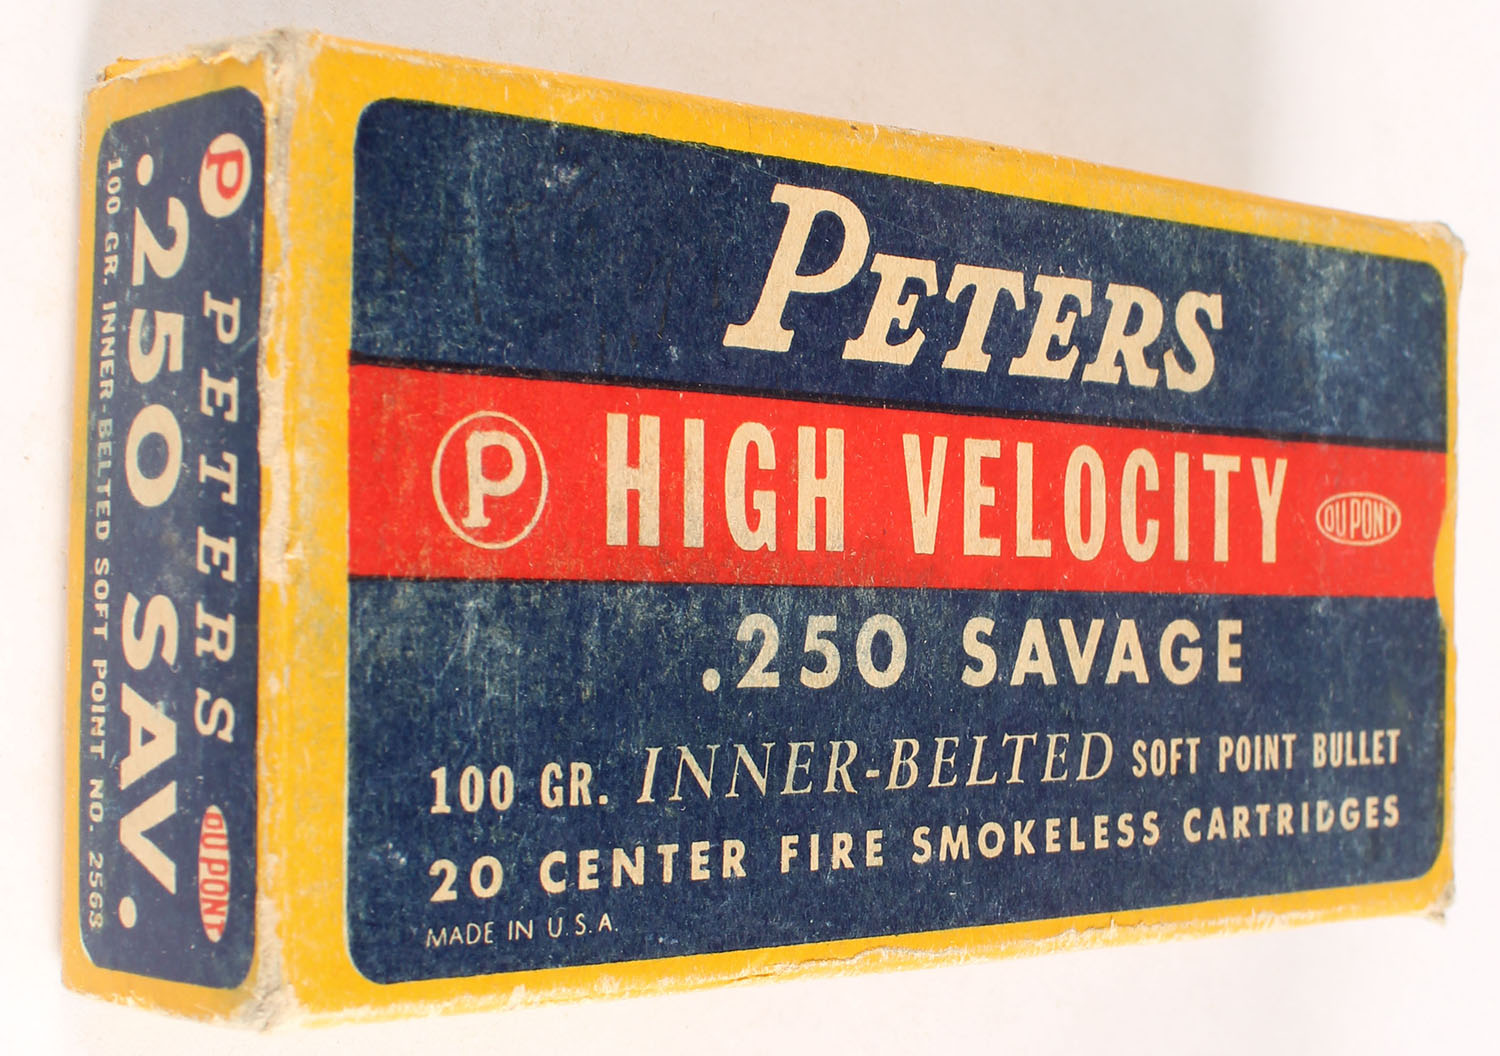 PETERS
P HIGH VELOCITY DU PONT
.250 SAVAGE
100 GR. INNER-BELTED SOFT POINT BULLET
20 CENTER FIRE SMOKELESS CARTRIDGES
MADE IN U.S.A.
P PETERS DU PONT
.250 SAV.
100 GR. INNER-BELTED SOFT POINT NO. 2563